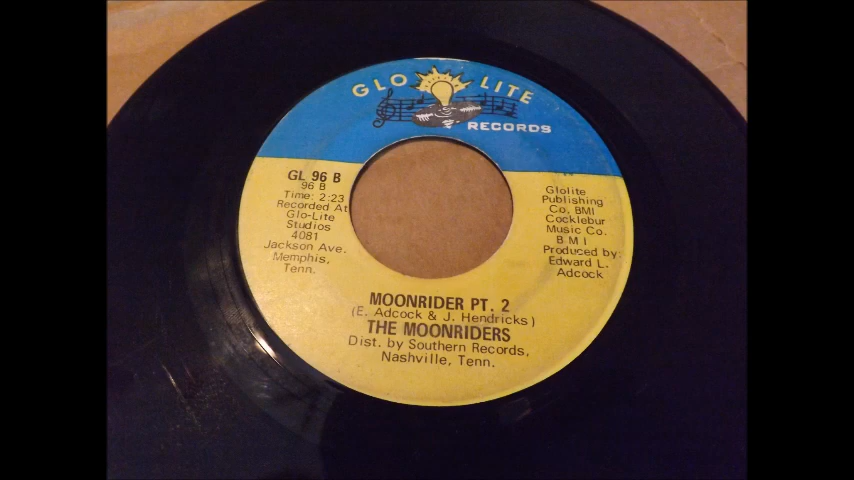 GLO LITE
RECORDS
GL 96 B
96 B
Time: 2:23
Recorded At
Glo-Lite
Studios
4081
Jackson Ave.
Memphis,
Tenn.
Glolite
Publishing
Co. BMI
Cocklebur
Music Co.
B M I
Produced by:
Edward L.
Adcock
MOONRIDER PT. 2
(E. Adcock & J. Hendricks)
THE MOONRIDERS
Dist. by Southern Records,
Nashville, Tenn.